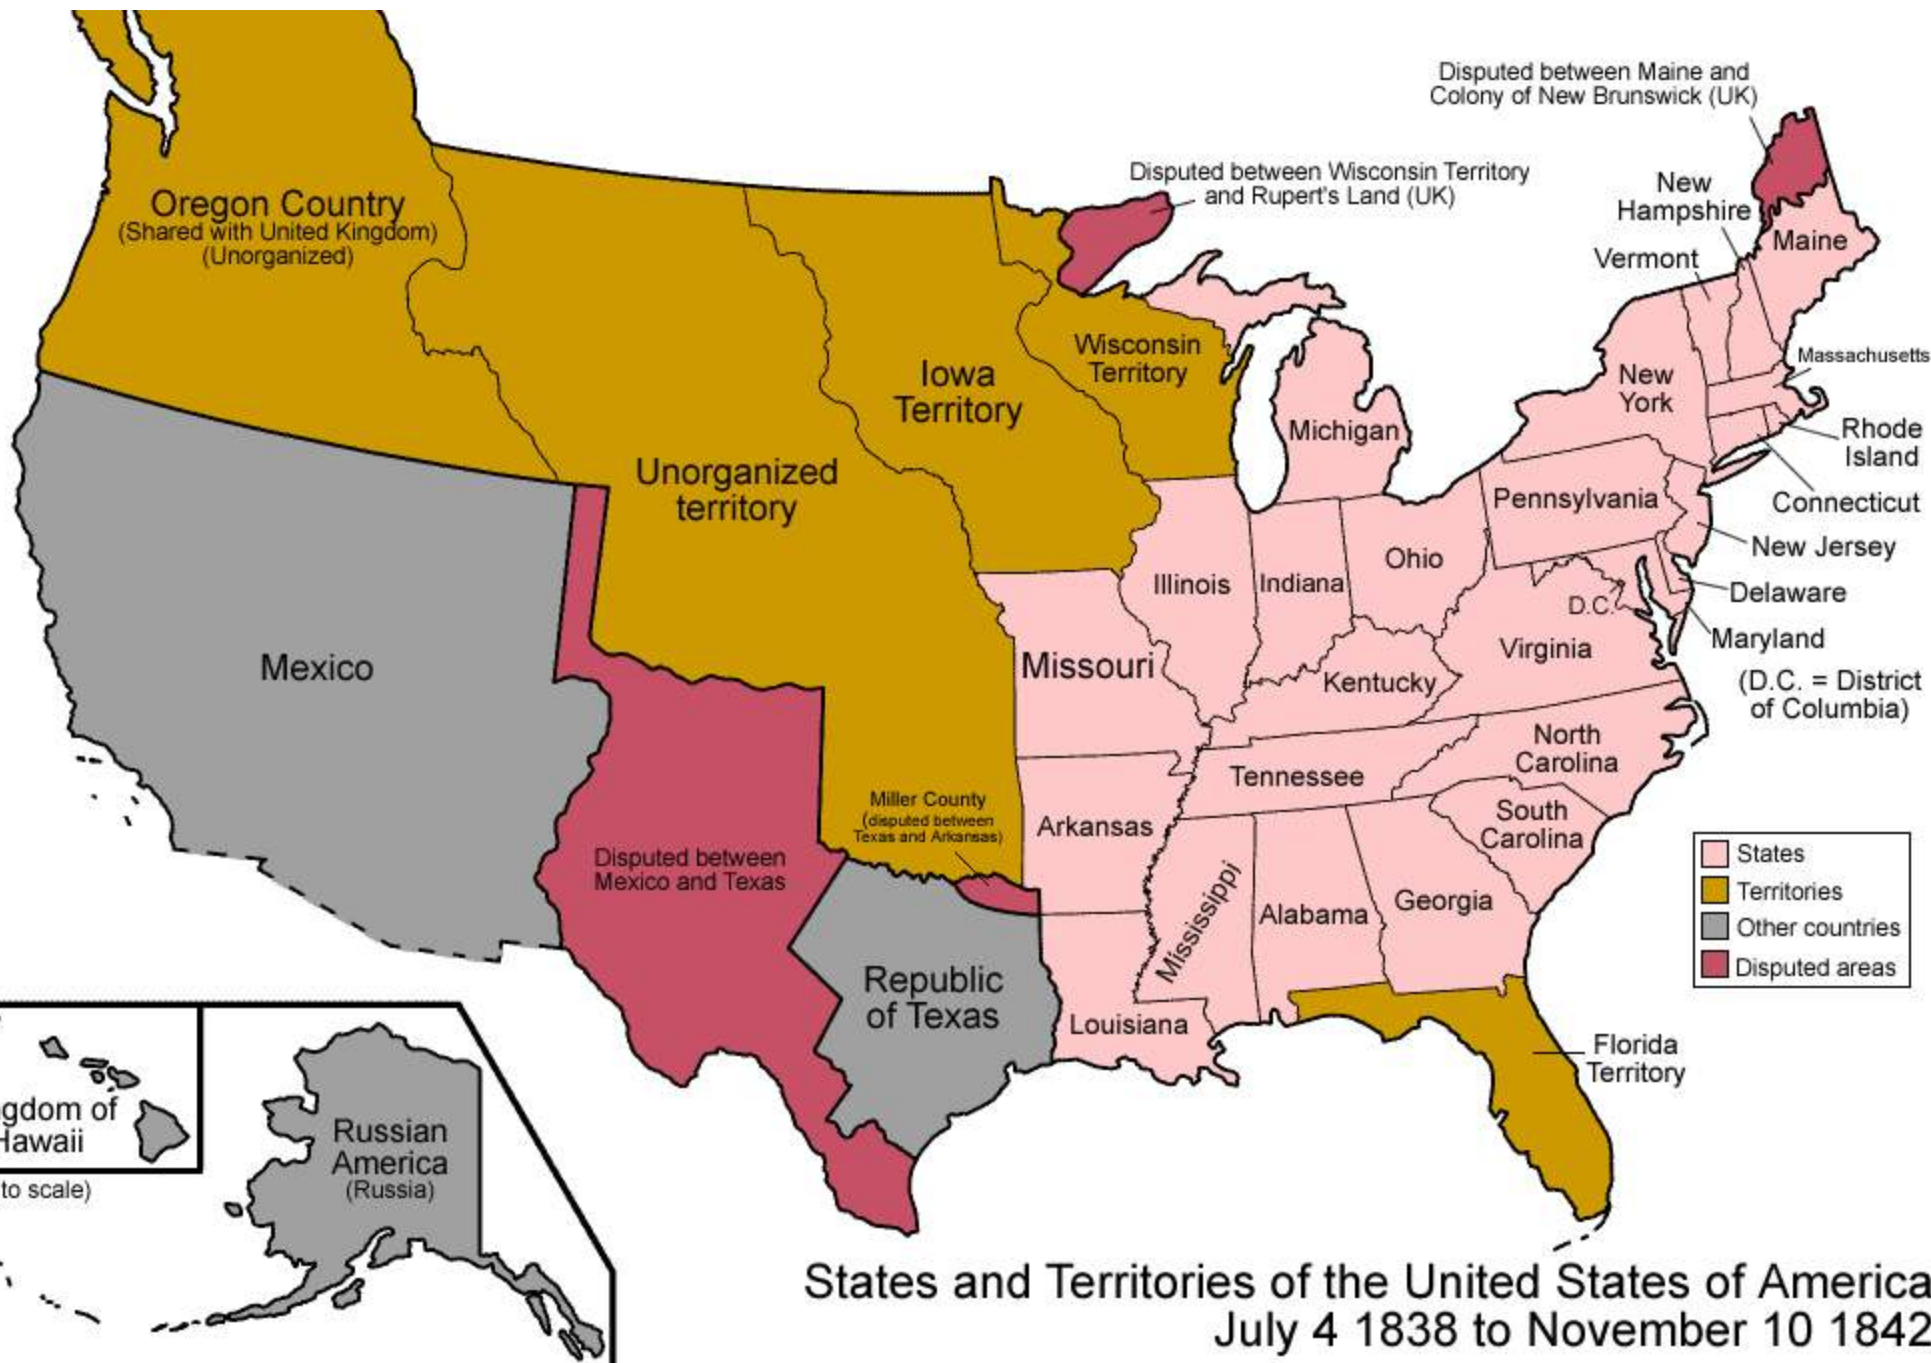 Disputed between Maine and
Colony of New Brunswick (UK)
Disputed between Wisconsin Territory
and Rupert's Land (UK)
New
Hampshire
Vermont
Maine
Oregon Country
(Shared with United Kingdom)
(Unorganized)
Wisconsin
Territory
Iowa
Territory
Michigan
New
York
Massachusetts
Rhode
Island
Connecticut
Unorganized
territory
Pennsylvania
New Jersey
Illinois
Indiana
Ohio
Delaware
D.C.
Maryland
Virginia
(D.C. = District
of Columbia)
Mexico
Missouri
Kentucky
North
Carolina
Tennessee
South
Carolina
Miller County
(disputed between
Texas and Arkansas)
Arkansas
Disputed between
Mexico and Texas
Mississippi
Alabama
Georgia
States
Territories
Other countries
Disputed areas
Republic
of Texas
Louisiana
Florida
Territory
gdom of
Hawaii
to scale)
Russian
America
(Russia)
States and Territories of the United States of America
July 4 1838 to November 10 1842